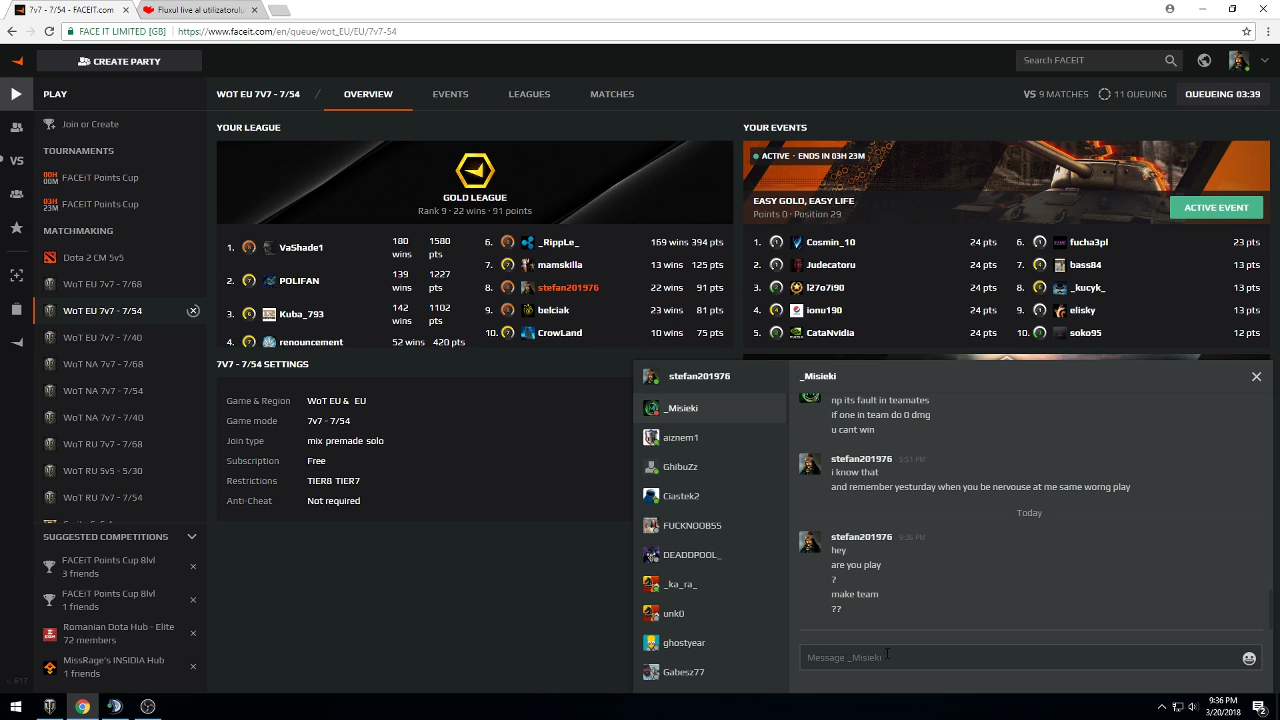 7v7 - 7/54 - FACEIT.com
Fluxul live al utilizatorulu
FACE IT LIMITED [GB]
https://www.faceit.com/en/queue/wot_EU/EU/7v7-54
CREATE PARTY
Search FACEIT
PLAY
WOT EU 7V7 - 7/54
OVERVIEW
EVENTS
LEAGUES
MATCHES
VS 9 MATCHES
11 QUEUING
QUEUEING 03:39
Join or Create
TOURNAMENTS
00H 00M FACEIT Points Cup
03H 23M FACEIT Points Cup
VS
MATCHMAKING
Dota 2 CM 5v5
WoT EU 7v7 - 7/68
WoT EU 7v7 - 7/54
WoT EU 7v7 - 7/40
WoT NA 7v7 - 7/68
WoT NA 7v7 - 7/54
WoT NA 7v7 - 7/40
WoT RU 7v7 - 7/68
WoT RU 5v5 - 5/30
WoT RU 7v7 - 7/54
SUGGESTED COMPETITIONS
FACEiT Points Cup 8lvl
3 friends
FACEiT Points Cup 8lvl
1 friends
Romanian Dota Hub - Elite
72 members
MissRage's INSIDIA Hub
1 friends
v. 617
YOUR LEAGUE
GOLD LEAGUE
Rank 9 · 22 wins · 91 points
1. VaShade1 180 wins 1580 pts
2. POLIFAN 139 wins 1227 pts
3. Kuba_793 142 wins 1102 pts
4. renouncement 52 wins 420 pts
6. _RippLe_ 169 wins 394 pts
7. mamskilla 13 wins 125 pts
8. stefan201976 22 wins 91 pts
9. belciak 23 wins 81 pts
10. CrowLand 10 wins 75 pts
YOUR EVENTS
ACTIVE · ENDS IN 03H 23M
EASY GOLD, EASY LIFE
Points 0 · Position 29
ACTIVE EVENT
1. Cosmin_10 24 pts
2. Judecatoru 24 pts
3. l27o7i90 24 pts
4. ionu190 24 pts
5. CataNvidia 24 pts
6. fucha3pl 23 pts
7. bass84 13 pts
8. _kucyk_ 13 pts
9. elisky 13 pts
10. soko95 12 pts
7V7 - 7/54 SETTINGS
Game & Region WoT EU & EU
Game mode 7v7 - 7/54
Join type mix premade solo
Subscription Free
Restrictions TIER8 TIER7
Anti-Cheat Not required
stefan201976
_Misieki
aiznem1
GhibuZz
Ciastek2
FUCKNOOBSS
DEADDPOOL_
_ka_ra_
unk0
ghostyear
Gabesz77
_Misieki
np its fault in teamates
if one in team do 0 dmg
u cant win
stefan201976 5:51 PM
i know that
and remember yesturday when you be nervouse at me same worng play
Today
stefan201976 9:36 PM
hey
are you play
?
make team
??
Message _Misieki
9:36 PM
3/20/2018
2